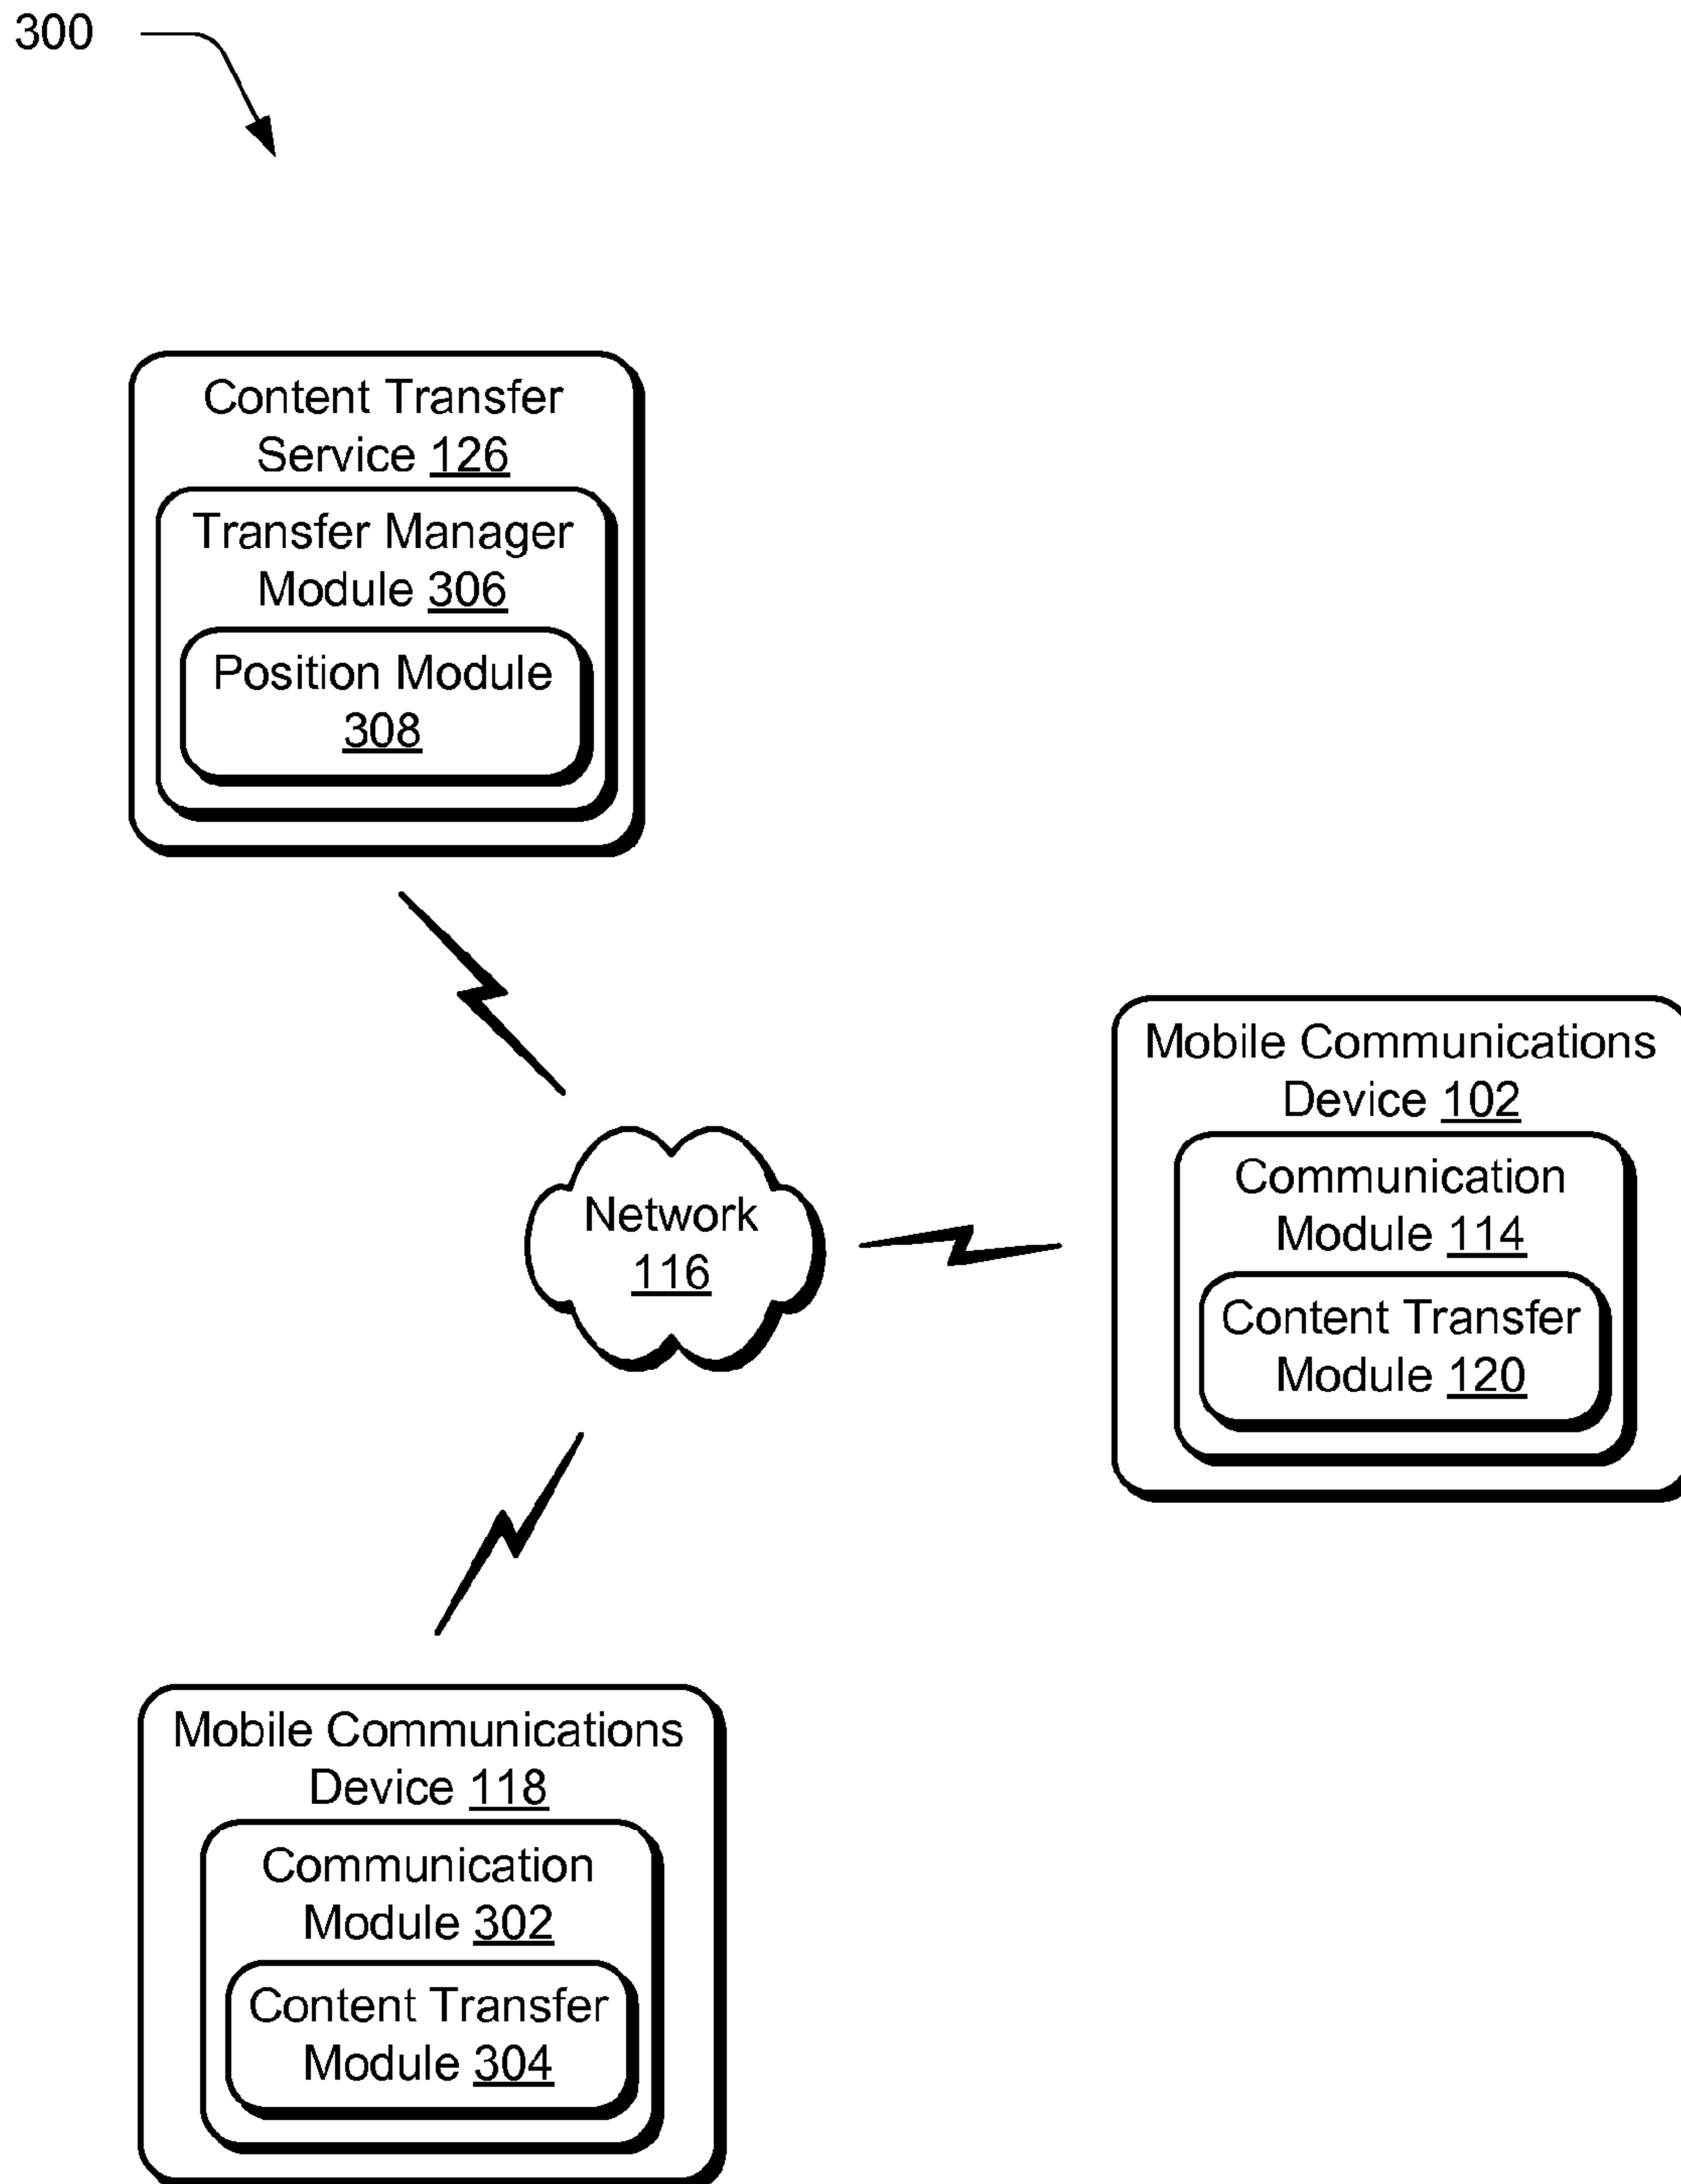 300
Content Transfer
Service 126
Transfer Manager
Module 306
Position Module
308
Mobile Communications
Device 102
Communication
Module 114
Content Transfer
Module 120
Network
116
Mobile Communications
Device 118
Communication
Module 302
Content Transfer
Module 304